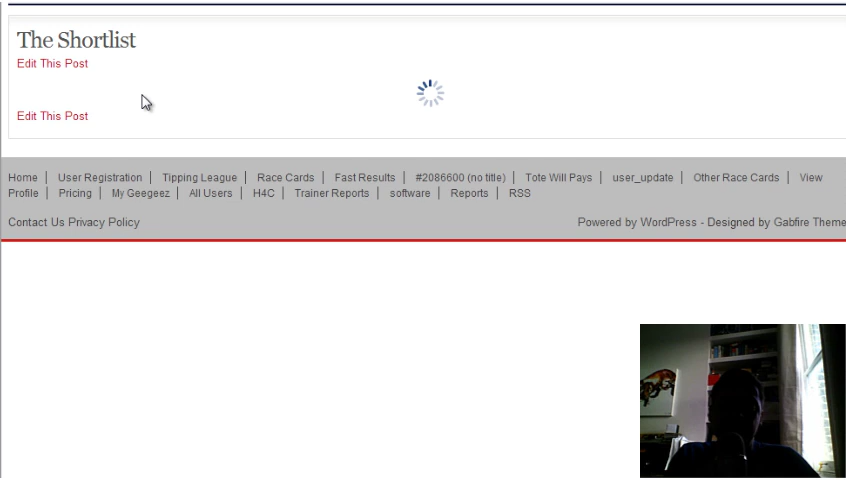 The Shortlist
Edit This Post
Edit This Post
Home | User Registration | Tipping League | Race Cards | Fast Results | #2086600 (no title) | Tote Will Pays | user_update | Other Race Cards | View
Profile | Pricing | My Geegeez | All Users | H4C | Trainer Reports | software | Reports | RSS
Contact Us Privacy Policy Powered by WordPress - Designed by Gabfire Theme